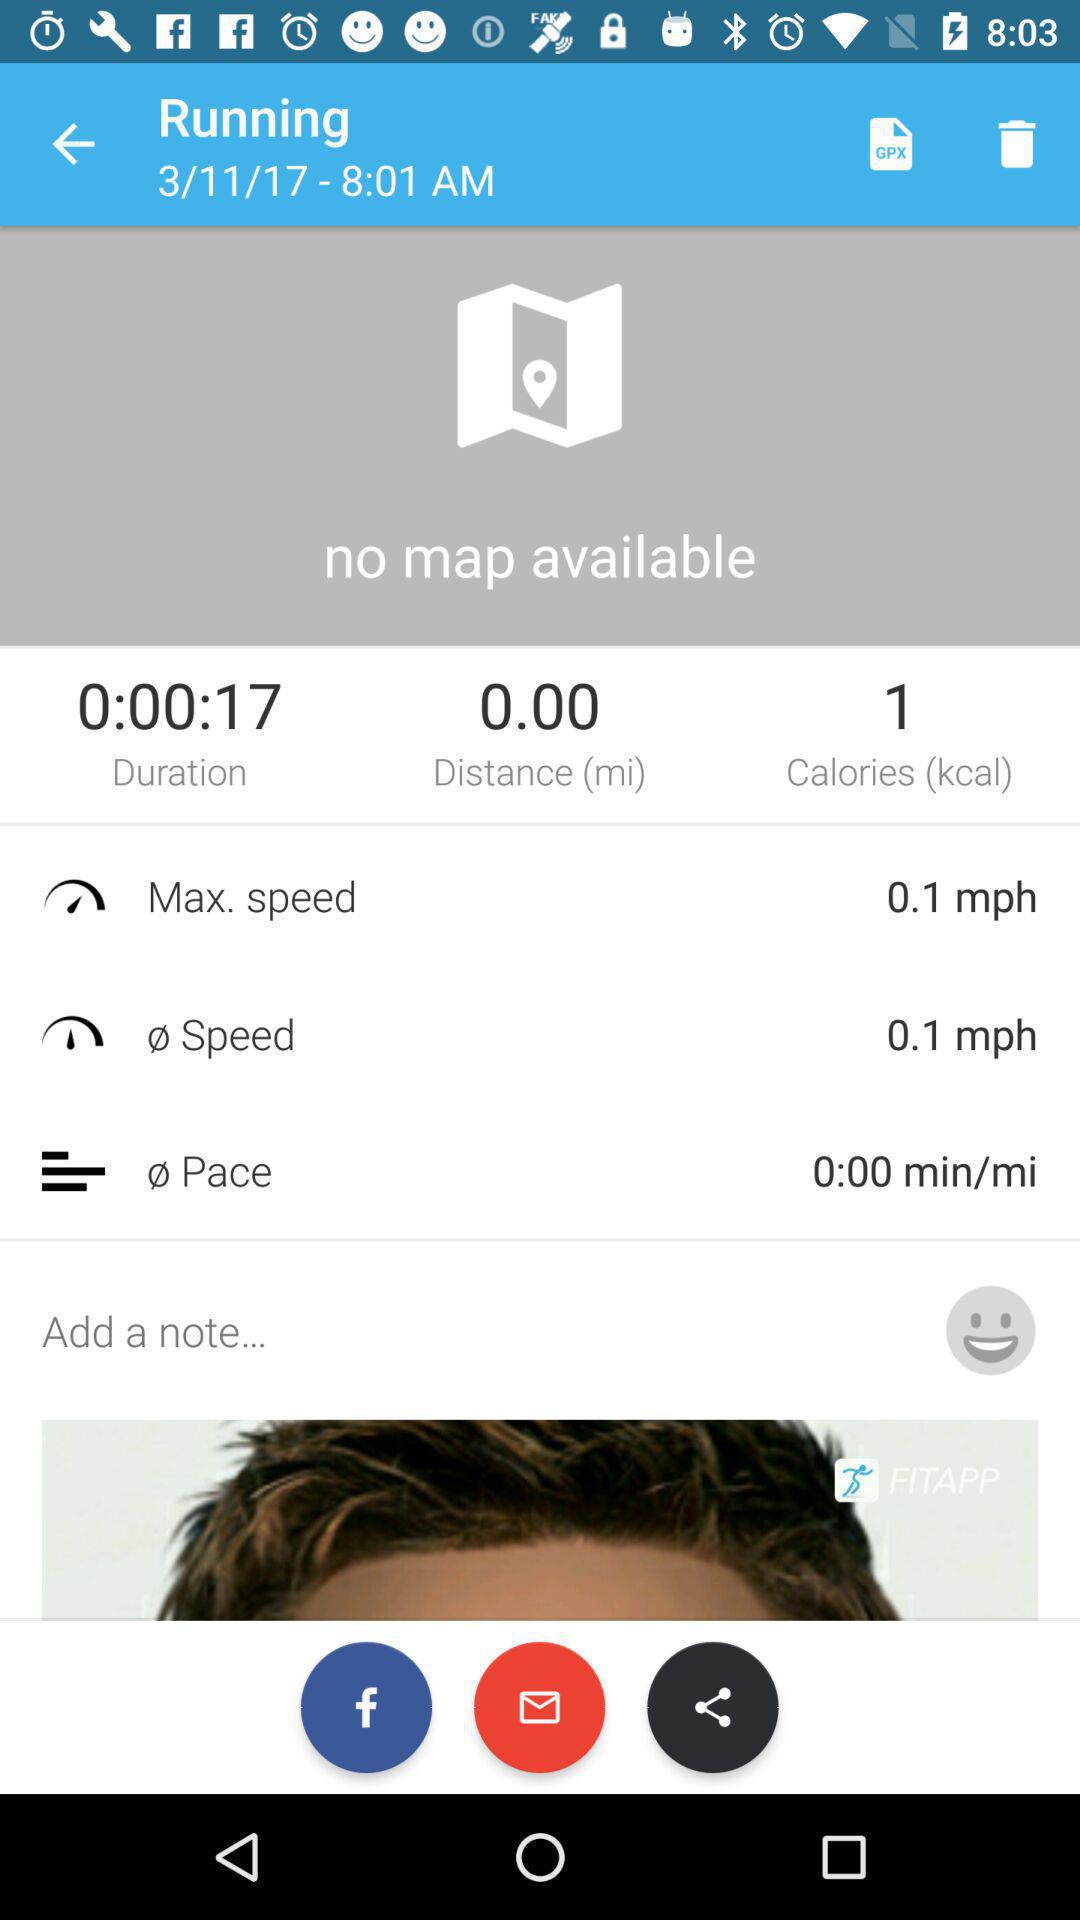 FAKE
8:03
Running
3/11/17 - 8:01 AM
GPX
no map available
0:00:17
0.00
1
Duration
Distance (mi)
Calories (kcal)
Max. speed
0.1 mph
ø Speed
0.1 mph
ø Pace
0:00 min/mi
Add a note...
FITAPP